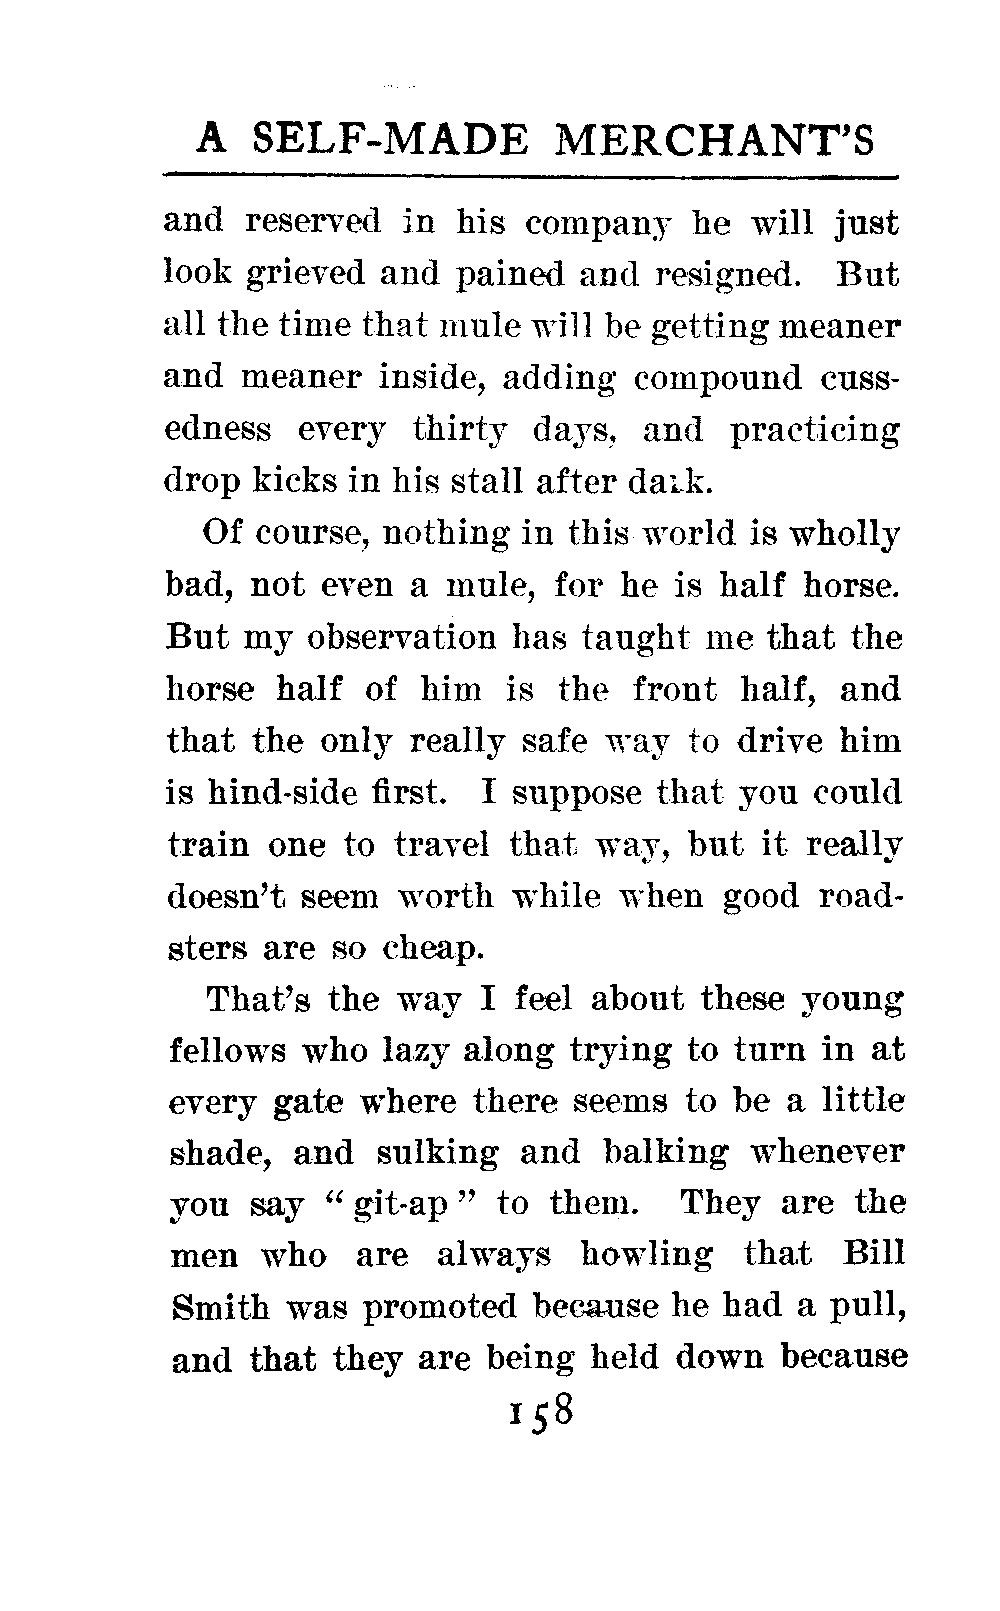 A SELF-MADE MERCHANT'S
and reserved in his company he will just
look grieved and pained and resigned. But
all the time that mule will be getting meaner
and meaner inside, adding compound cuss-
edness every thirty days, and practicing
drop kicks in his stall after dark.
Of course, nothing in this world is wholly
bad, not even a mule, for he is half horse.
But my observation has taught me that the
horse half of him is the front half, and
that the only really safe way to drive him
is hind-side first. I suppose that you could
train one to travel that way, but it really
doesn't seem worth while when good road-
sters are so cheap.
That's the way I feel about these young
fellows who lazy along trying to turn in at
every gate where there seems to be a little
shade, and sulking and balking whenever
you say "git-ap" to them. They are the
men who are always howling that Bill
Smith was promoted because he had a pull,
and that they are being held down because
158